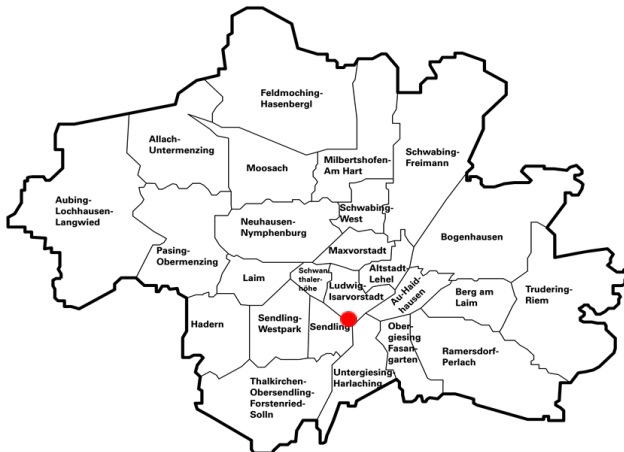 Feldmoching-
Hasenbergl
Allach-
Untermenzing
Moosach
Milbertshofen-
Am Hart
Schwabing-
Freimann
Aubing-
Lochhausen-
Langwied
Pasing-
Obermenzing
Neuhausen-
Nymphenburg
Schwabing-
West
Maxvorstadt
Bogenhausen
Laim
Schwan
thaler-
höhe
Ludwig-
Isarvorstadt
Altstadt-
Lehel
Au-Haid-
hausen
Berg am
Laim
Trudering-
Riem
Hadern
Sendling-
Westpark
Sendling
Ober-
giesing
Fasan-
garten
Ramersdorf-
Perlach
Untergiesing-
Harlaching
Thalkirchen-
Obersendling-
Forstenried-
Solln